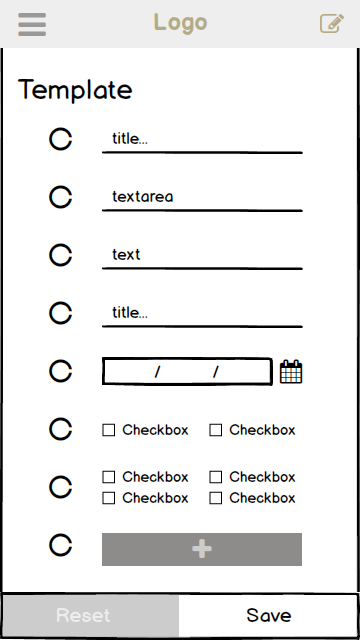 Logo
Template
title...
textarea
text
title...
/ /
Checkbox Checkbox
Checkbox Checkbox
Checkbox Checkbox
+
Reset Save